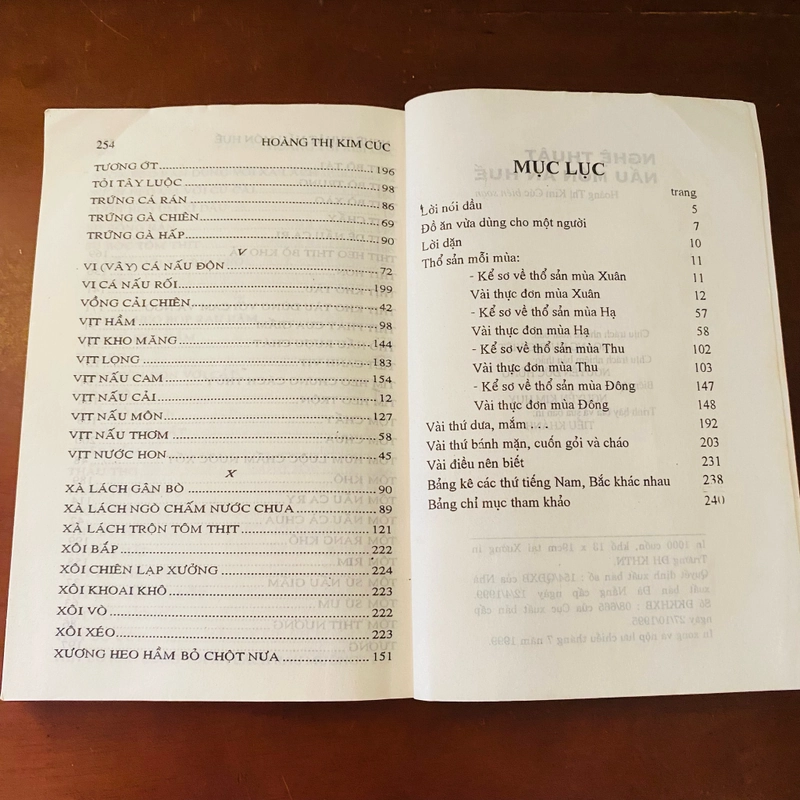 254 HOÀNG THỊ KIM CÚC
TƯƠNG ỚT 196
TỎI TÂY LUỘC 98
TRỨNG CÁ RÁN 86
TRỨNG GÀ CHIÊN 69
TRỨNG GÀ HẤP 90
V
VI (VÂY) CÁ NẤU ĐÔN 72
VI CÁ NẤU RỐI 199
VỒNG CẢI CHIÊN 42
VỊT HẦM 98
VỊT KHO MĂNG 144
VỊT LỌNG 183
VỊT NẤU CAM 154
VỊT NẤU CẢI 12
VỊT NẤU MÔN 127
VỊT NẤU THƠM 58
VỊT NƯỚC HON 45
X
XÀ LÁCH GÂN BÒ 90
XÀ LÁCH NGÒ CHẤM NƯỚC CHUA 89
XÀ LÁCH TRỘN TÔM THỊT 121
XÔI BẮP 222
XÔI CHIÊN LẠP XƯỞNG 224
XÔI KHOAI KHÔ 223
XÔI VÒ 222
XÔI XÉO 223
XƯƠNG HEO HẦM BỎ CHỘT NƯA 151
MỤC LỤC
trang
Lời nói đầu 5
Đồ ăn vừa dùng cho một người 7
Lời dặn 10
Thổ sản mỗi mùa: 11
- Kể sơ về thổ sản mùa Xuân 11
Vài thực đơn mùa Xuân 12
- Kể sơ về thổ sản mùa Hạ 57
Vài thực đơn mùa Hạ 58
- Kể sơ về thổ sản mùa Thu 102
Vài thực đơn mùa Thu 103
- Kể sơ về thổ sản mùa Đông 147
Vài thực đơn mùa Đông 148
Vài thứ dưa, mắm . . . 192
Vài thứ bánh mặn, cuốn gỏi và cháo 203
Vài điều nên biết 231
Bảng kê các thứ tiếng Nam, Bắc khác nhau 238
Bảng chỉ mục tham khảo 240